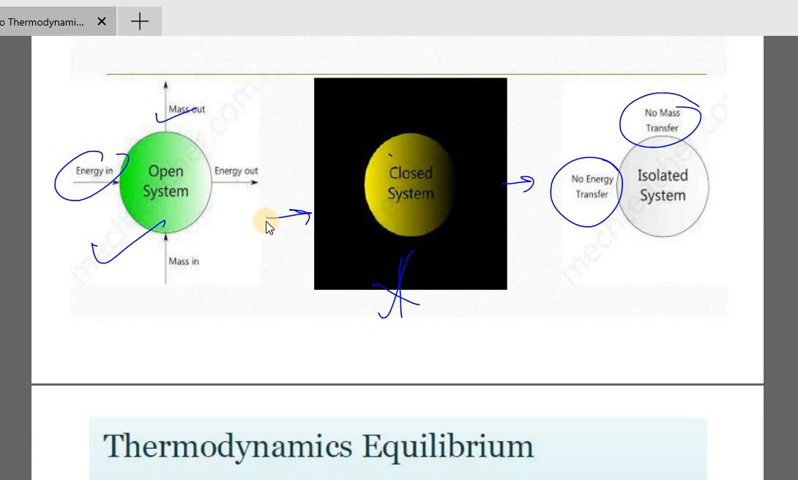 o Thermodynami...
Mass out
Energy in
Open
System
Energy out
Mass in
Closed
System
No Mass
Transfer
No Energy
Transfer
Isolated
System
Thermodynamics Equilibrium